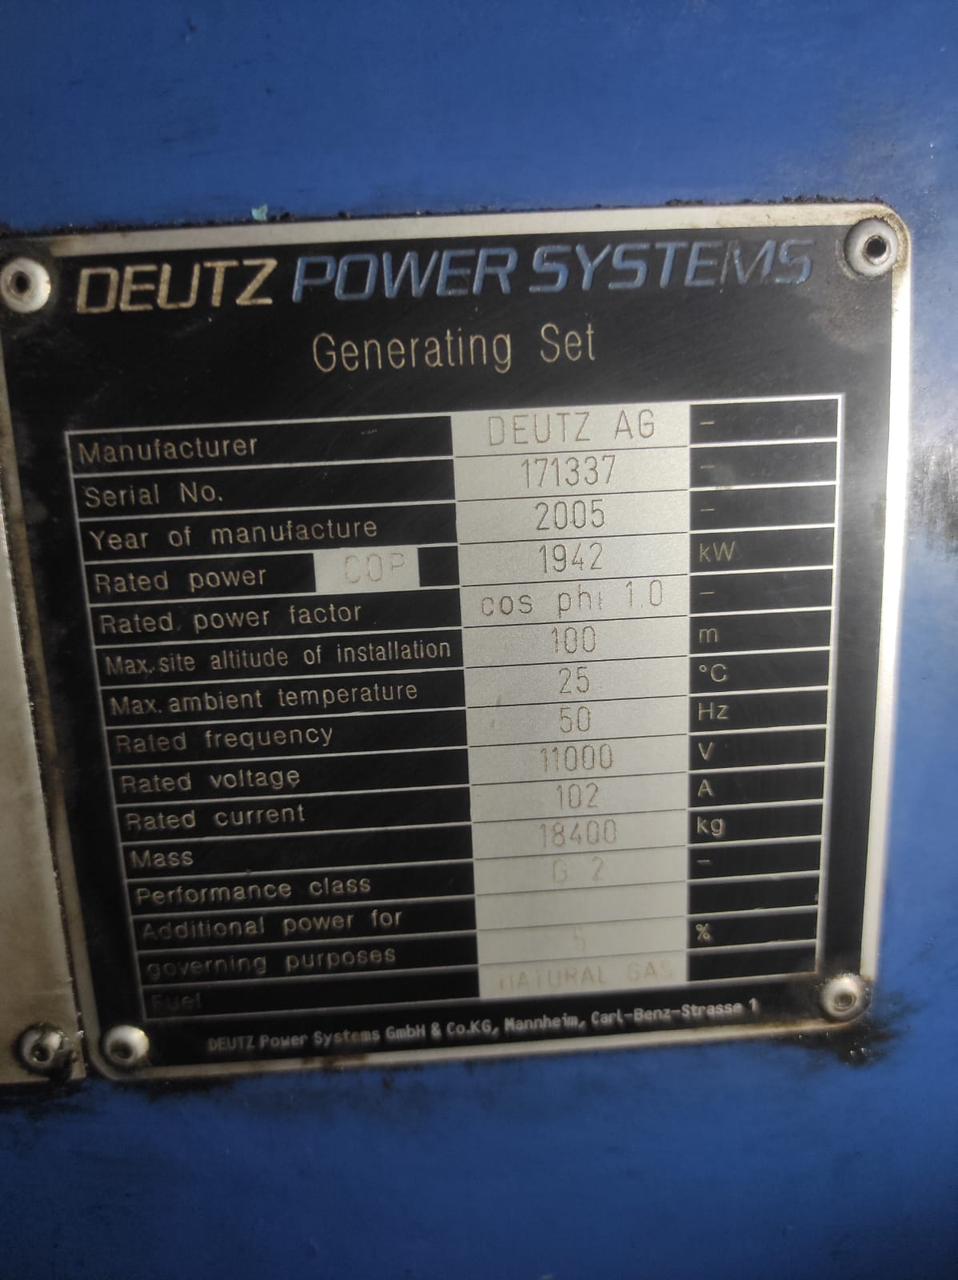 DEUTZ POWER SYSTEMS
Generating Set
Manufacturer DEUTZ AG -
Serial No. 171337 -
Year of manufacture 2005 -
Rated power COP 1942 kW
Rated power factor cos phi 1.0 -
Max. site altitude of installation 100 m
Max. ambient temperature 25 °C
Rated frequency 50 Hz
Rated voltage 11000 V
Rated current 102 A
Mass 18400 kg
Performance class G 2 -
Additional power for
governing purposes 5 %
Fuel NATURAL GAS
DEUTZ Power Systems GmbH & Co.KG, Mannheim, Carl-Benz-Strasse 1